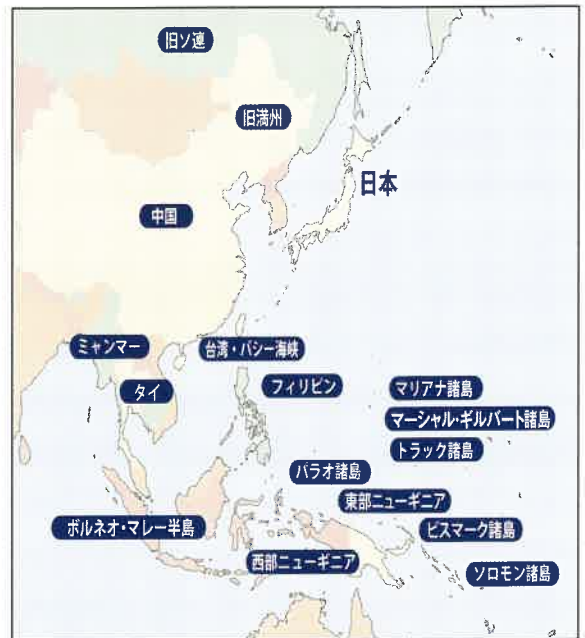 旧ソ連
旧満州
日本
中国
ミャンマー
台湾・バシー海峡
タイ
フィリピン
マリアナ諸島
マーシャル・ギルバート諸島
トラック諸島
パラオ諸島
東部ニューギニア
ボルネオ・マレー半島
ビスマーク諸島
西部ニューギニア
ソロモン諸島